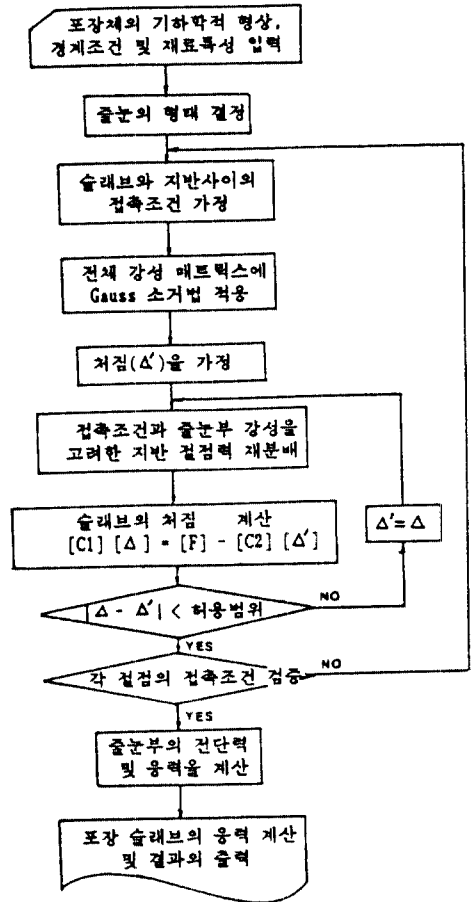 포장체의 기하학적 형상,
경계조건 및 재료특성 입력
줄눈의 형태 결정
슬래브와 지반사이의
접촉조건 가정
전체 강성 매트릭스에
Gauss 소거법 적용
처짐(Δ′)을 가정
접촉조건과 줄눈부 강성을
고려한 지반 절점력 재분배
슬래브의 처짐 계산
[C1] [Δ] = [F] - [C2] [Δ′]
Δ′= Δ
|Δ - Δ′| < 허용범위
NO
YES
각 절점의 접촉조건 검증
NO
YES
줄눈부의 전단력
및 응력을 계산
포장 슬래브의 응력 계산
및 결과의 출력